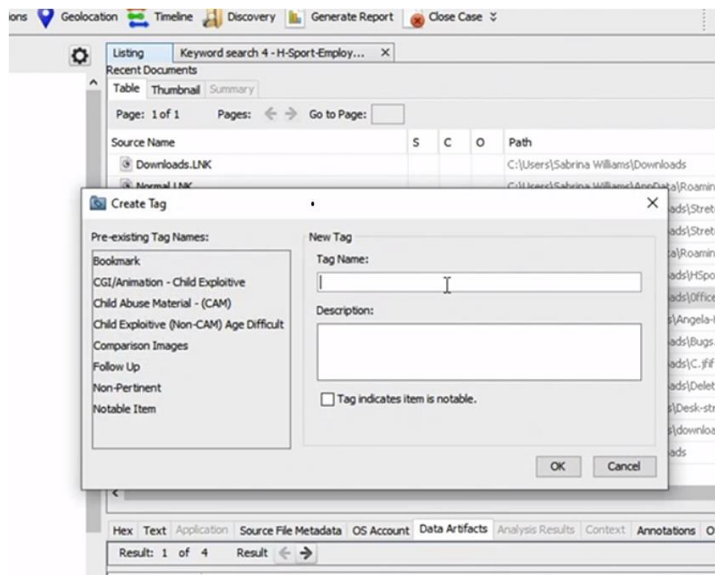 ions Geolocation Timeline Discovery Generate Report Close Case
Listing Keyword search 4 - H-Sport-Employ... X
Recent Documents
Table Thumbnail Summary
Page: 1 of 1 Pages: Go to Page:
Source Name S C O Path
Downloads.LNK C:\Users\Sabrina Williams\Downloads
Normal.LNK C:\Users\Sabrina Williams\AppData\Roamin
Create Tag
ads\Stret
Pre-existing Tag Names: New Tag
ads\Stret
Bookmark Tag Name:
a\Roamin
CGI/Animation - Child Exploitive
ads\HSpo
Child Abuse Material - (CAM)
ads\0ffice
Child Exploitive (Non-CAM) Age Difficult Description:
s\Angela-
Comparison Images
ads\Bugs.
Follow Up
ads\C.jfif
Non-Pertinent
ads\Delet
Tag indicates item is notable.
Notable Item
s\Desk-str
s\downloa
ads
OK Cancel
Hex Text Application Source File Metadata OS Account Data Artifacts Analysis Results Context Annotations O
Result: 1 of 4 Result